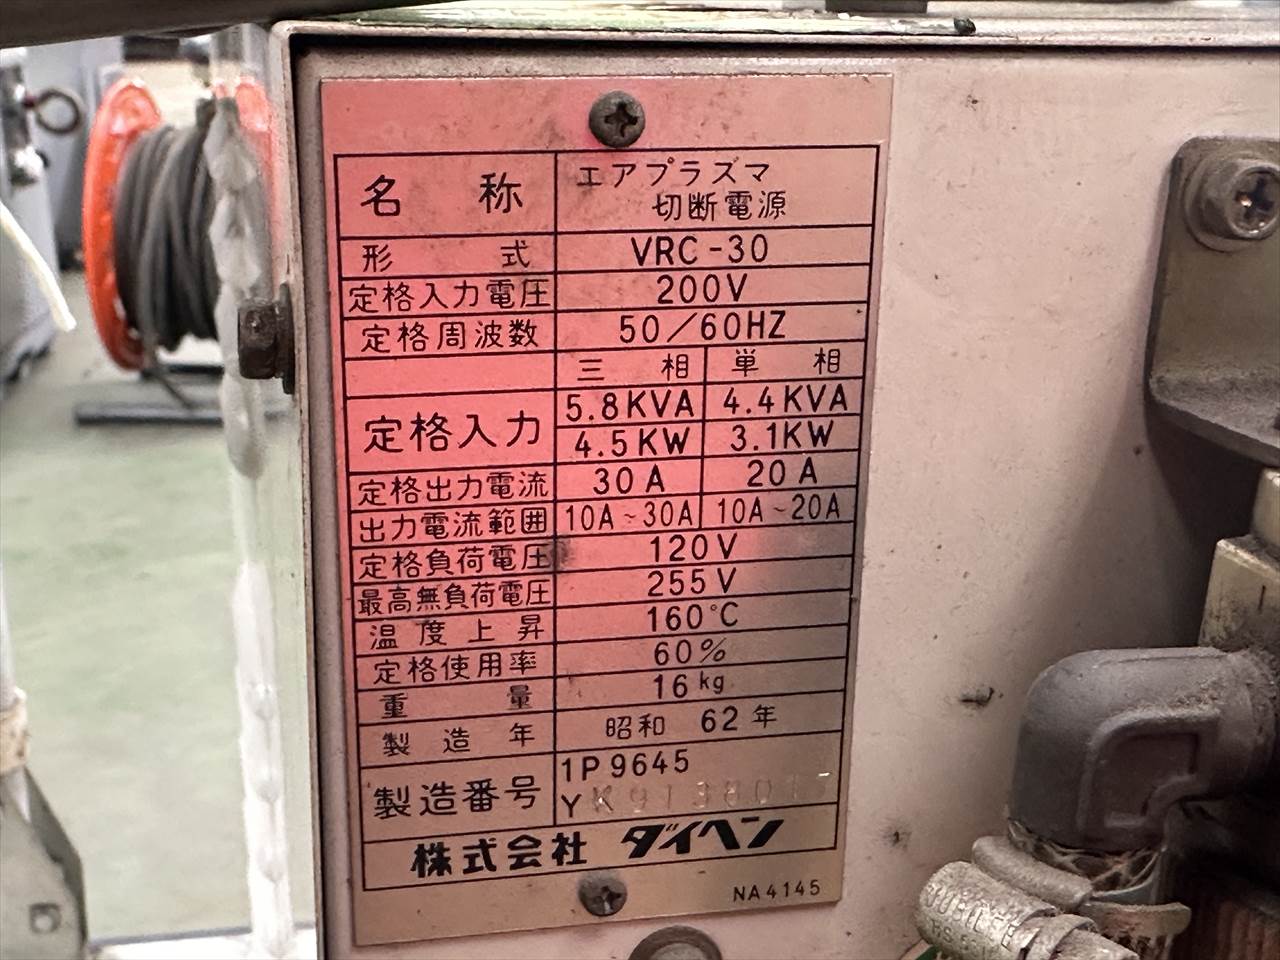 名称 エアプラズマ
切断電源
形式 VRC-30
定格入力電圧 200V
定格周波数 50/60HZ
三相 単相
定格入力 5.8KVA 4.4KVA
4.5KW 3.1KW
定格出力電流 30A 20A
出力電流範囲 10A~30A 10A~20A
定格負荷電圧 120V
最高無負荷電圧 255V
温度上昇 160°C
定格使用率 60%
重量 16kg
製造年 昭和 62年
製造番号 1P9645
Y
株式会社 ダイヘン
NA4145